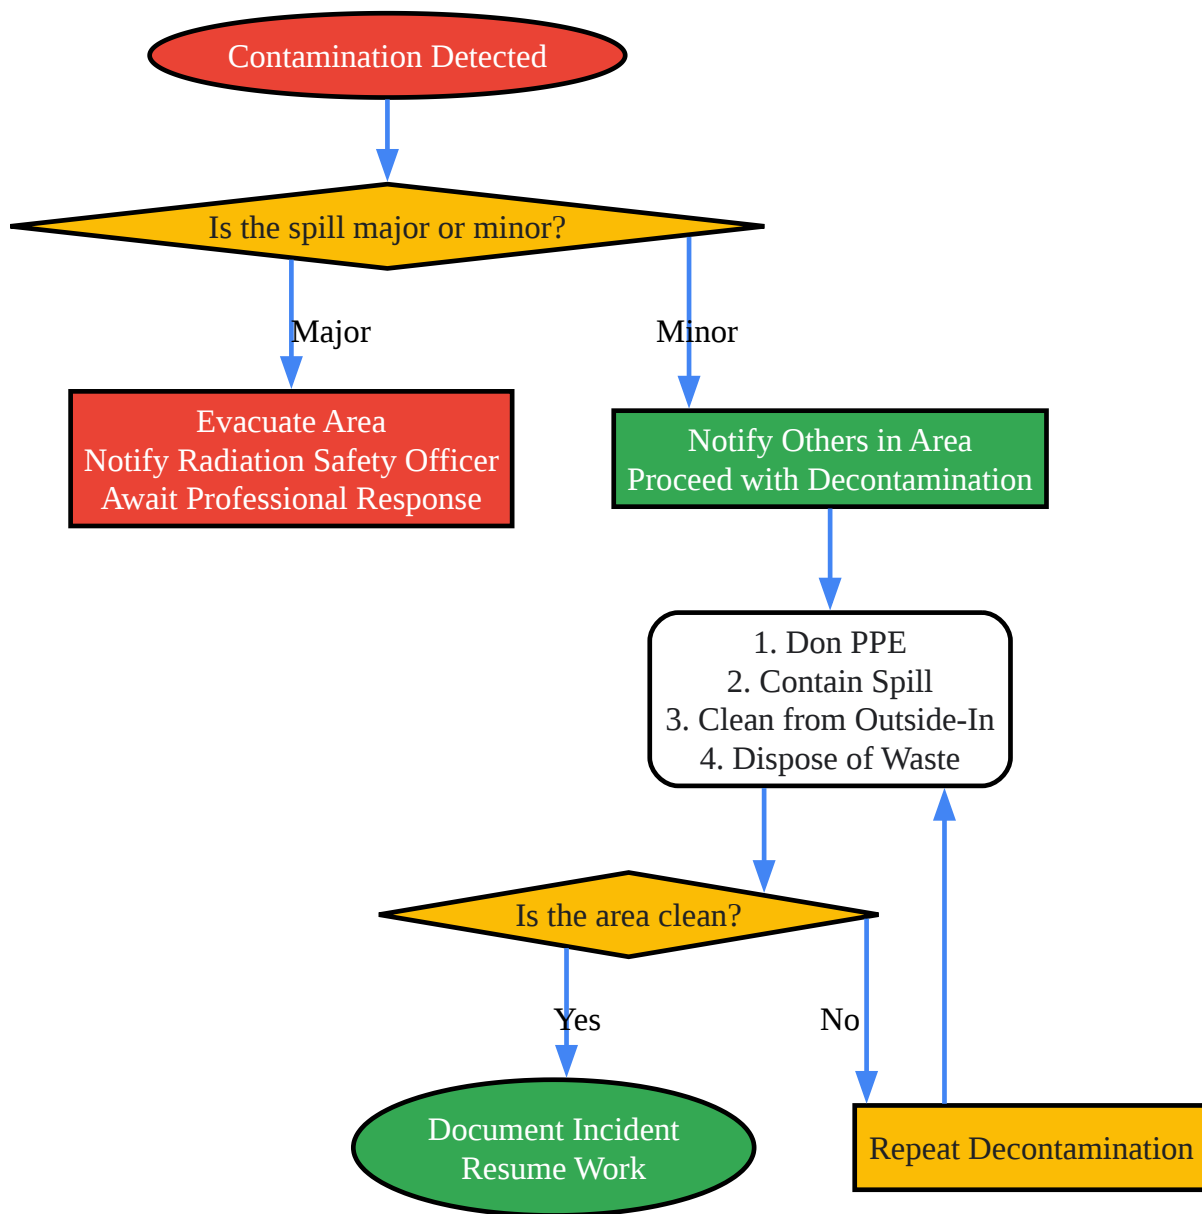 Contamination Detected
Is the spill major or minor?
Major
Minor
Evacuate Area
Notify Radiation Safety Officer
Await Professional Response
Notify Others in Area
Proceed with Decontamination
1. Don PPE
2. Contain Spill
3. Clean from Outside-In
4. Dispose of Waste
Is the area clean?
Yes
No
Document Incident
Resume Work
Repeat Decontamination